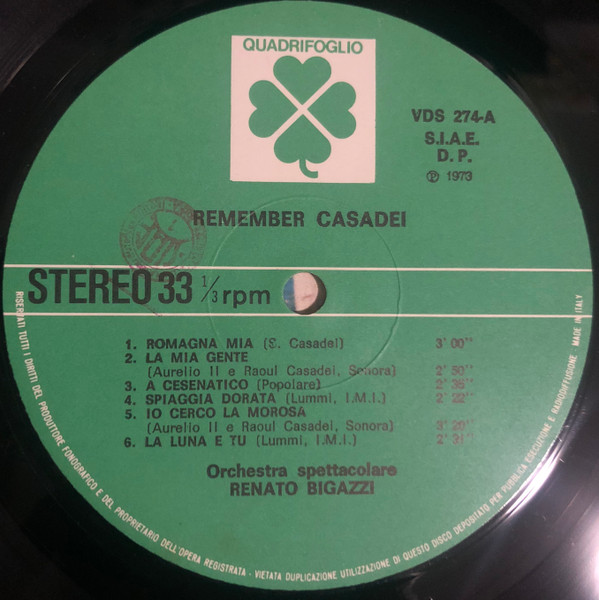 QUADRIFOGLIO
VDS 274-A
S.I.A.E.
D. P.
℗ 1973
REMEMBER CASADEI
STEREO 33 1/3 rpm
1. ROMAGNA MIA (S. Casadei) 3' 00''
2. LA MIA GENTE
(Aurelio II e Raoul Casadei, Sonora) 2' 50''
3. A CESENATICO (Popolare) 2' 35''
4. SPIAGGIA DORATA (Lummi, I.M.I.) 2' 22''
5. IO CERCO LA MOROSA
(Aurelio II e Raoul Casadei, Sonora) 3' 20''
6. LA LUNA E TU (Lummi, I.M.I.) 2' 31''
Orchestra spettacolare
RENATO BIGAZZI
RISERVATI TUTTI I DIRITTI DEL PRODUTTORE FONOGRAFICO E DEL PROPRIETARIO DELL'OPERA REGISTRATA - VIETATA DUPLICAZIONE UTILIZZAZIONE DI QUESTO DISCO DEPOSITATO PER PUBBLICA ESECUZIONE E RADIODIFFUSIONE. MADE IN ITALY